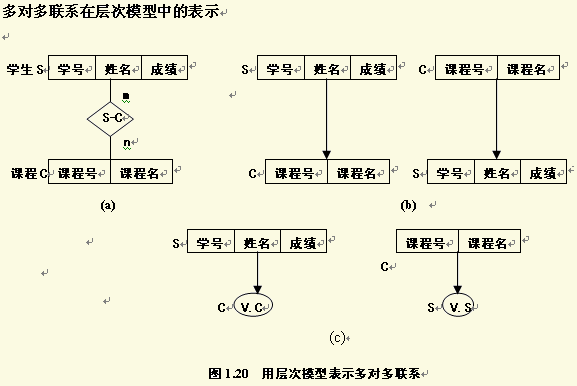 多对多联系在层次模型中的表示
学生 S 学号 姓名 成绩
m
S-C
n
课程 C 课程号 课程名
(a)
S 学号 姓名 成绩
C 课程号 课程名
C 课程号 课程名
S 学号 姓名 成绩
(b)
S 学号 姓名 成绩
C V. C
课程号 课程名
C
S V. S
(c)
图 1.20 用层次模型表示多对多联系